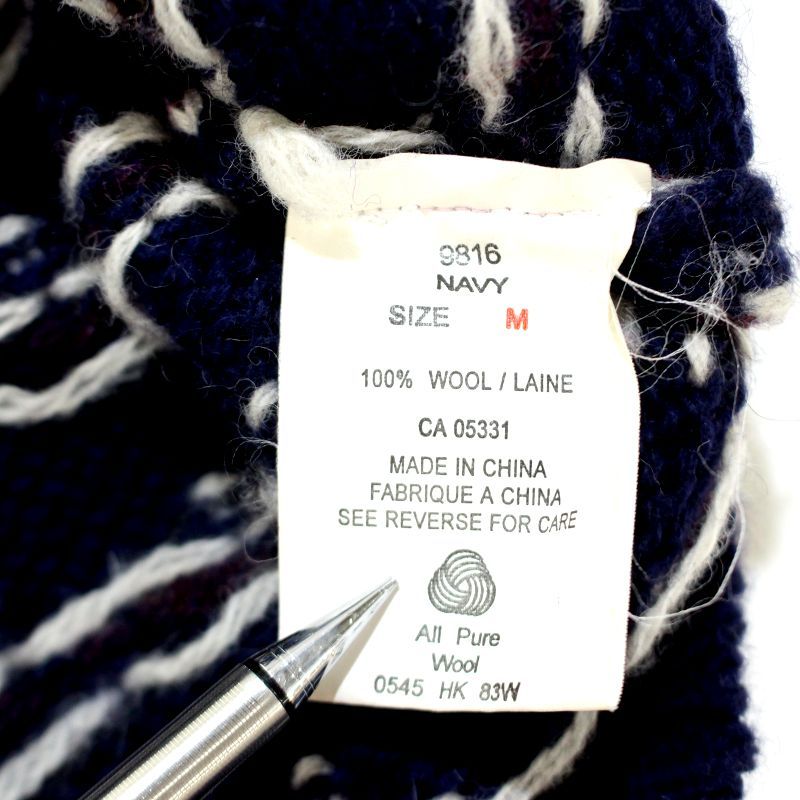 9816
NAVY
SIZE M
100% WOOL / LAINE
CA 05331
MADE IN CHINA
FABRIQUE A CHINA
SEE REVERSE FOR CARE
All Pure
Wool
0545 HK 83W